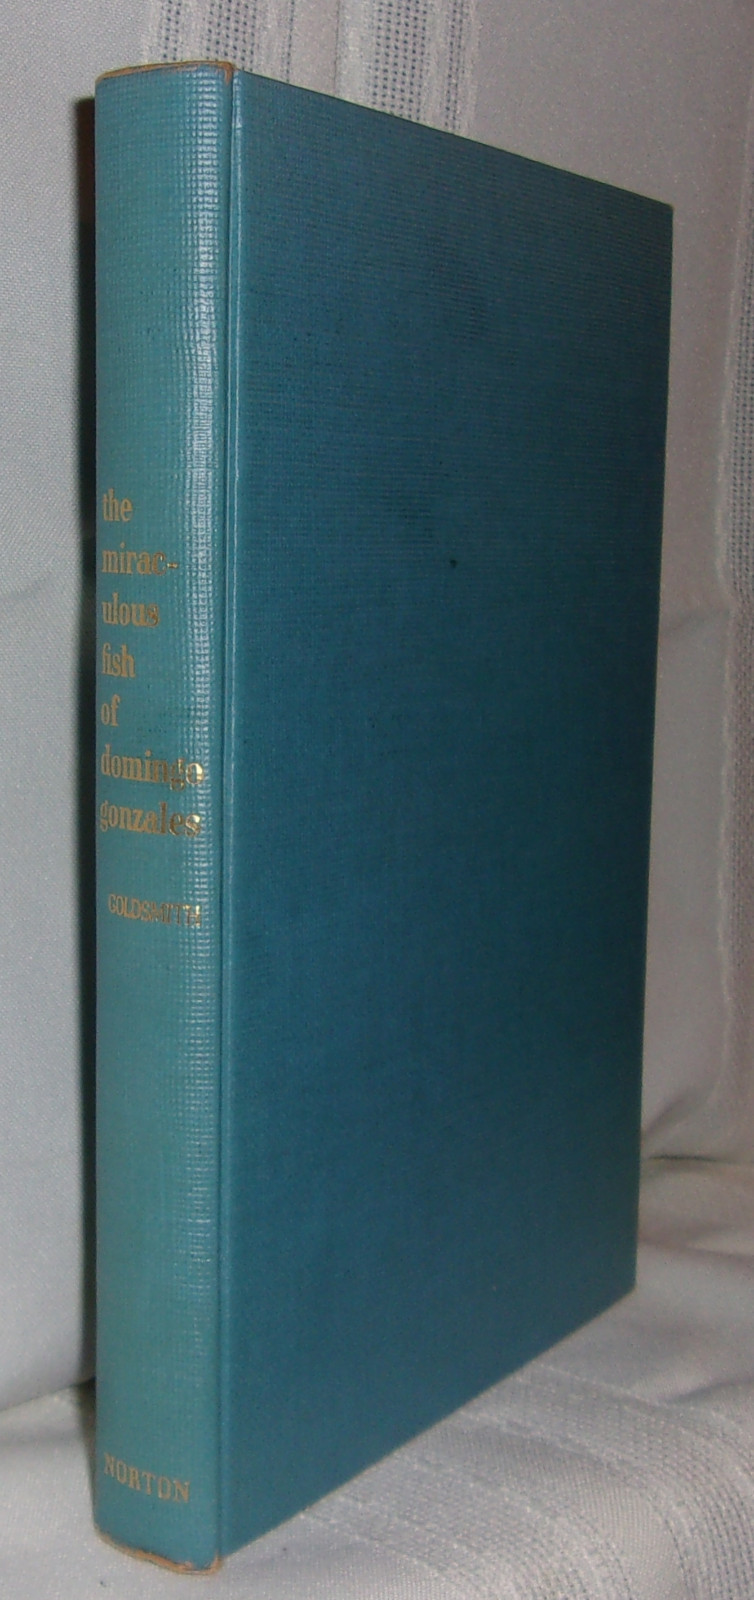 the
mirac-
ulous
fish
of
domingo
gonzales
GOLDSMITH
NORTON